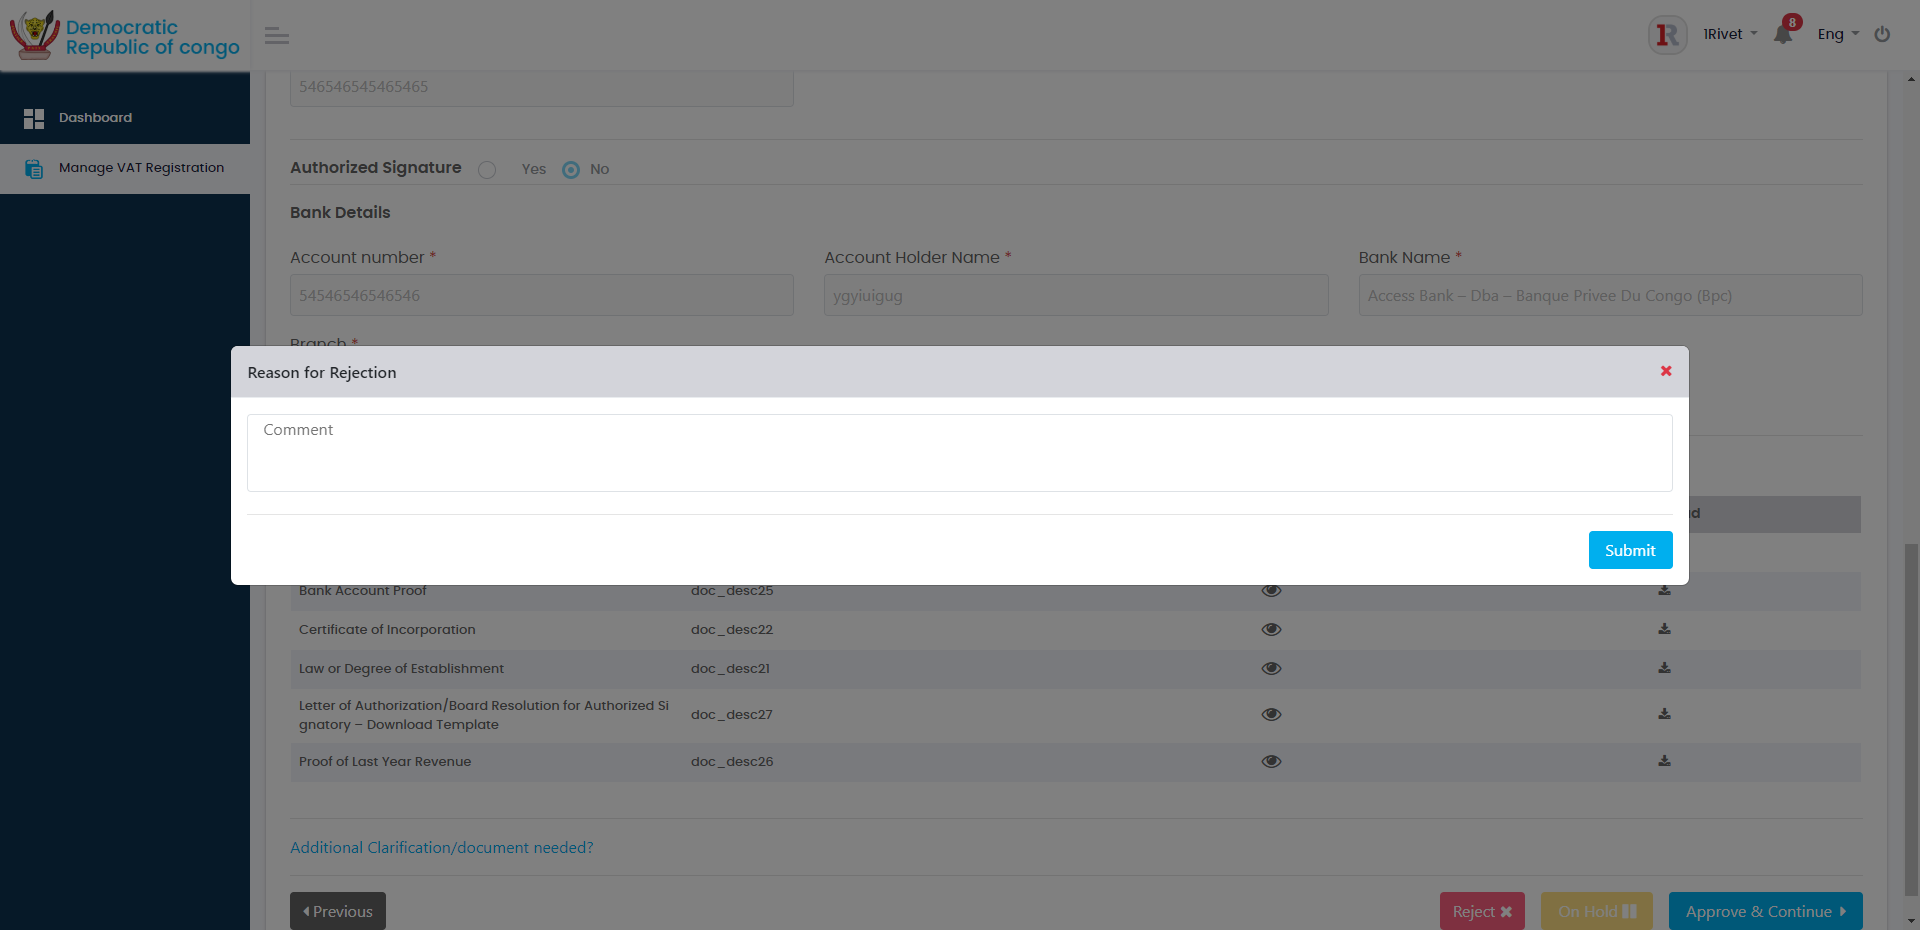 Democratic
Republic of congo
1Rivet
8
Eng
Dashboard
Manage VAT Registration
546546545465465
Authorized Signature Yes No
Bank Details
Account number * Account Holder Name * Bank Name *
54546546546546 ygyiuigug Access Bank – Dba – Banque Privee Du Congo (Bpc)
Branch *
Reason for Rejection
Comment
Submit
Bank Account Proof doc_desc25
Certificate of Incorporation doc_desc22
Law or Degree of Establishment doc_desc21
Letter of Authorization/Board Resolution for Authorized Si
gnatory – Download Template doc_desc27
Proof of Last Year Revenue doc_desc26
Additional Clarification/document needed?
Previous Reject On Hold Approve & Continue